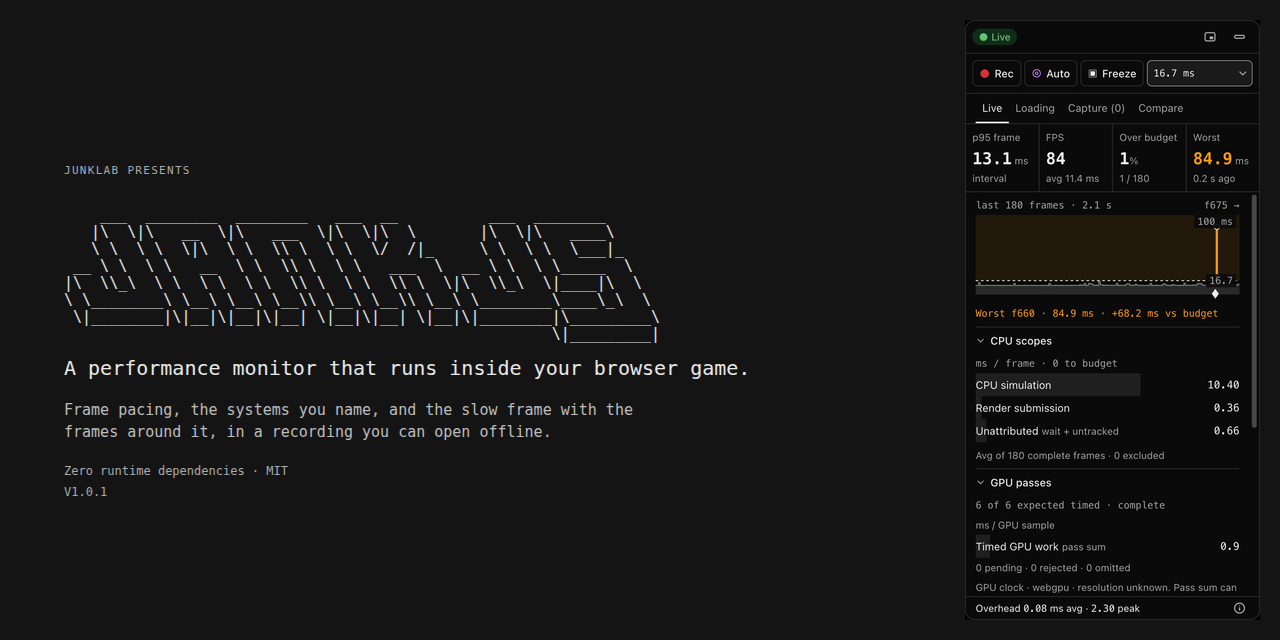 JUNKLAB PRESENTS
JANKJS
A performance monitor that runs inside your browser game.
Frame pacing, the systems you name, and the slow frame with the
frames around it, in a recording you can open offline.
Zero runtime dependencies · MIT
V1.0.1
Live
Rec Auto Freeze 16.7 ms
Live Loading Capture (0) Compare
p95 frame FPS Over budget Worst
13.1 ms 84 1% 84.9 ms
interval avg 11.4 ms 1 / 180 0.2 s ago
last 180 frames · 2.1 s f675 →
100 ms
16.7
Worst f660 · 84.9 ms · +68.2 ms vs budget
CPU scopes
ms / frame · 0 to budget
CPU simulation 10.40
Render submission 0.36
Unattributed wait + untracked 0.66
Avg of 180 complete frames · 0 excluded
GPU passes
6 of 6 expected timed · complete
ms / GPU sample
Timed GPU work pass sum 0.9
0 pending · 0 rejected · 0 omitted
GPU clock · webgpu · resolution unknown. Pass sum can
Overhead 0.08 ms avg · 2.30 peak